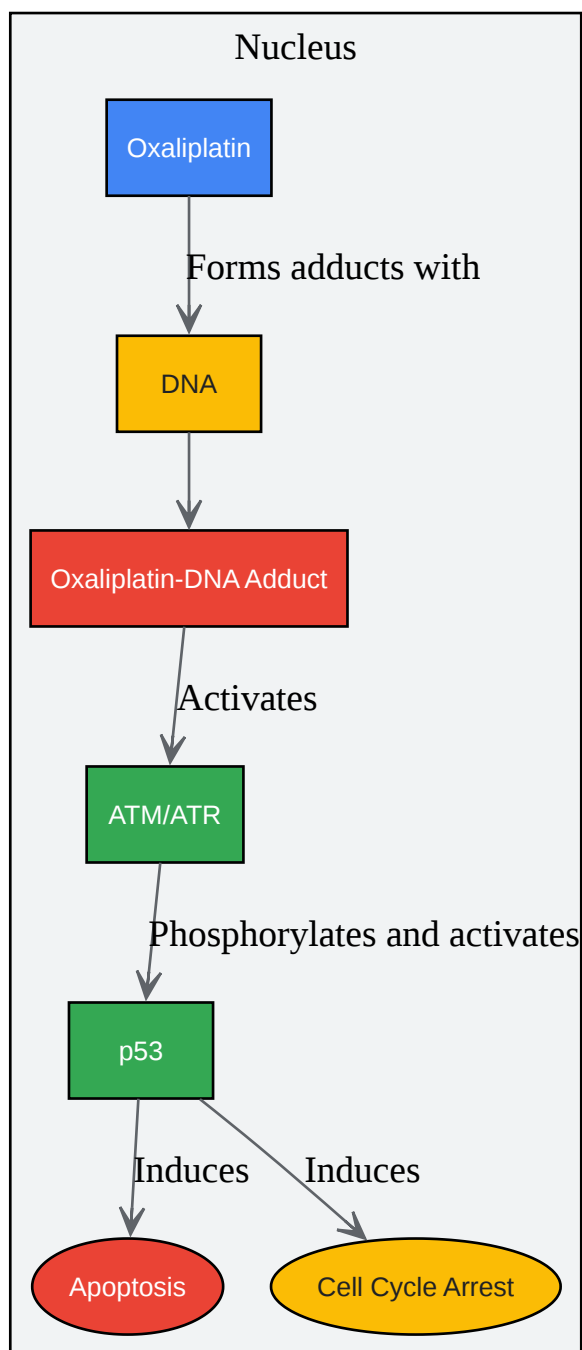 Nucleus
Oxaliplatin
Forms adducts with
DNA
Oxaliplatin-DNA Adduct
Activates
ATM/ATR
Phosphorylates and activates
p53
Induces
Induces
Apoptosis
Cell Cycle Arrest